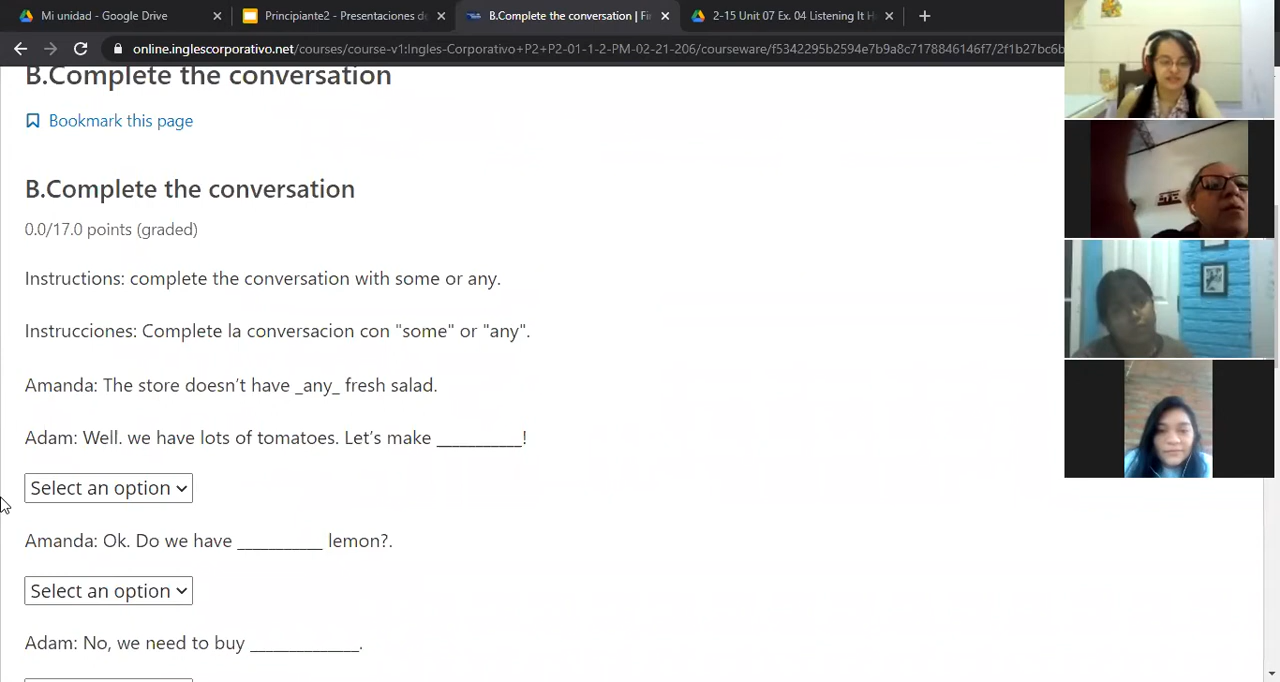 Mi unidad - Google Drive
Principiante2 - Presentaciones d
B.Complete the conversation | Fi
2-15 Unit 07 Ex. 04 Listening It H
online.inglescorporativo.net/courses/course-v1:Ingles-Corporativo+P2+P2-01-1-2-PM-02-21-206/courseware/f5342295b2594e7b9a8c7178846146f7/2f1b27bc6b
B.Complete the conversation
Bookmark this page
B.Complete the conversation
0.0/17.0 points (graded)
Instructions: complete the conversation with some or any.
Instrucciones: Complete la conversacion con "some" or "any".
Amanda: The store doesn't have _any_ fresh salad.
Adam: Well. we have lots of tomatoes. Let's make __________!
Select an option
Amanda: Ok. Do we have __________ lemon?.
Select an option
Adam: No, we need to buy _____________.